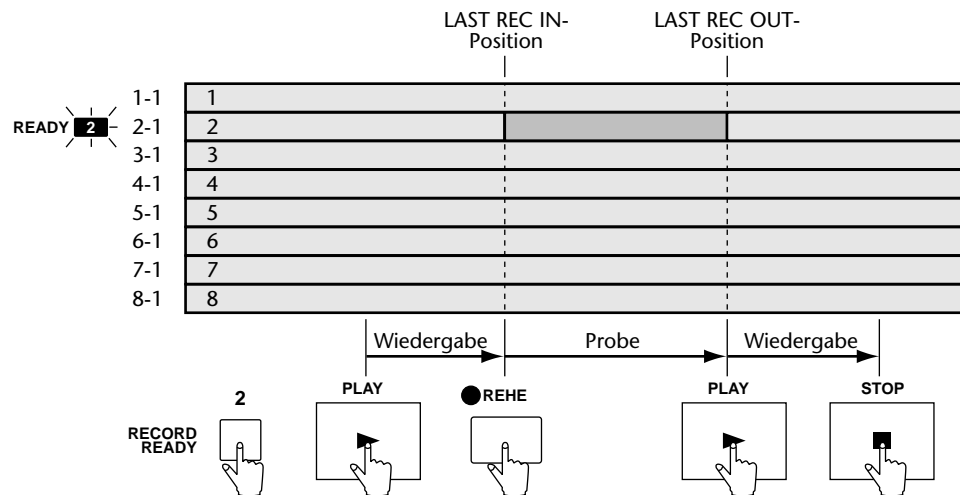 LAST REC IN-
Position
LAST REC OUT-
Position
1-1 1
READY 2 2-1 2
3-1 3
4-1 4
5-1 5
6-1 6
7-1 7
8-1 8
Wiedergabe Probe Wiedergabe
2 PLAY REHE PLAY STOP
RECORD
READY